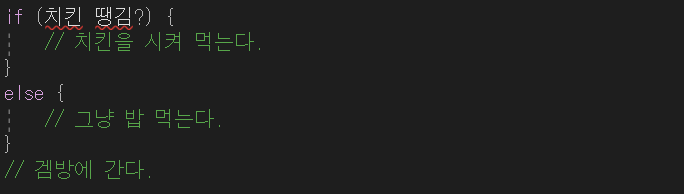 if (치킨 땡김?) {
// 치킨을 시켜 먹는다.
}
else {
// 그냥 밥 먹는다.
}
// 겜방에 간다.